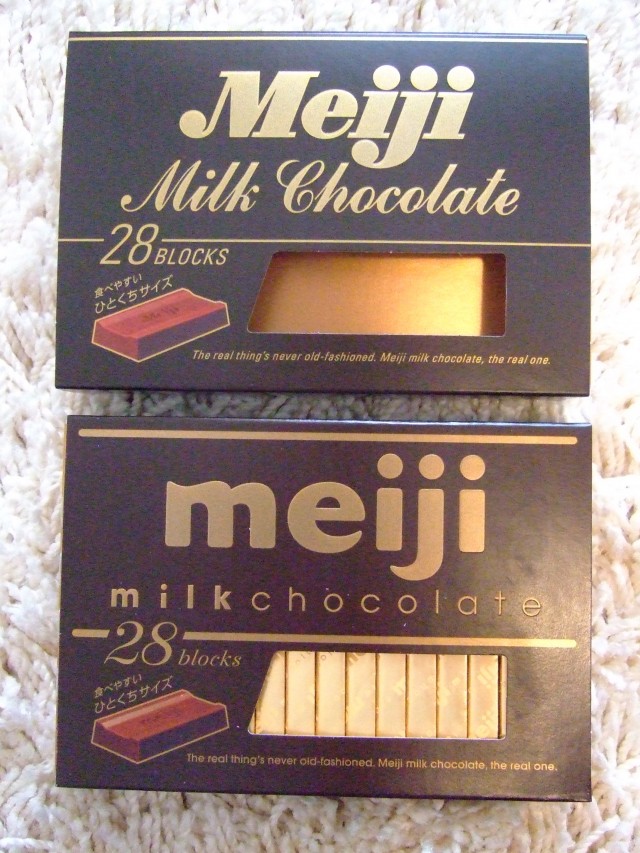 Meiji
Milk Chocolate
28 BLOCKS
食べやすい
ひとくちサイズ
The real thing's never old-fashioned. Meiji milk chocolate, the real one.
meiji
milk chocolate
28 blocks
食べやすい
ひとくちサイズ
The real thing's never old-fashioned. Meiji milk chocolate, the real one.